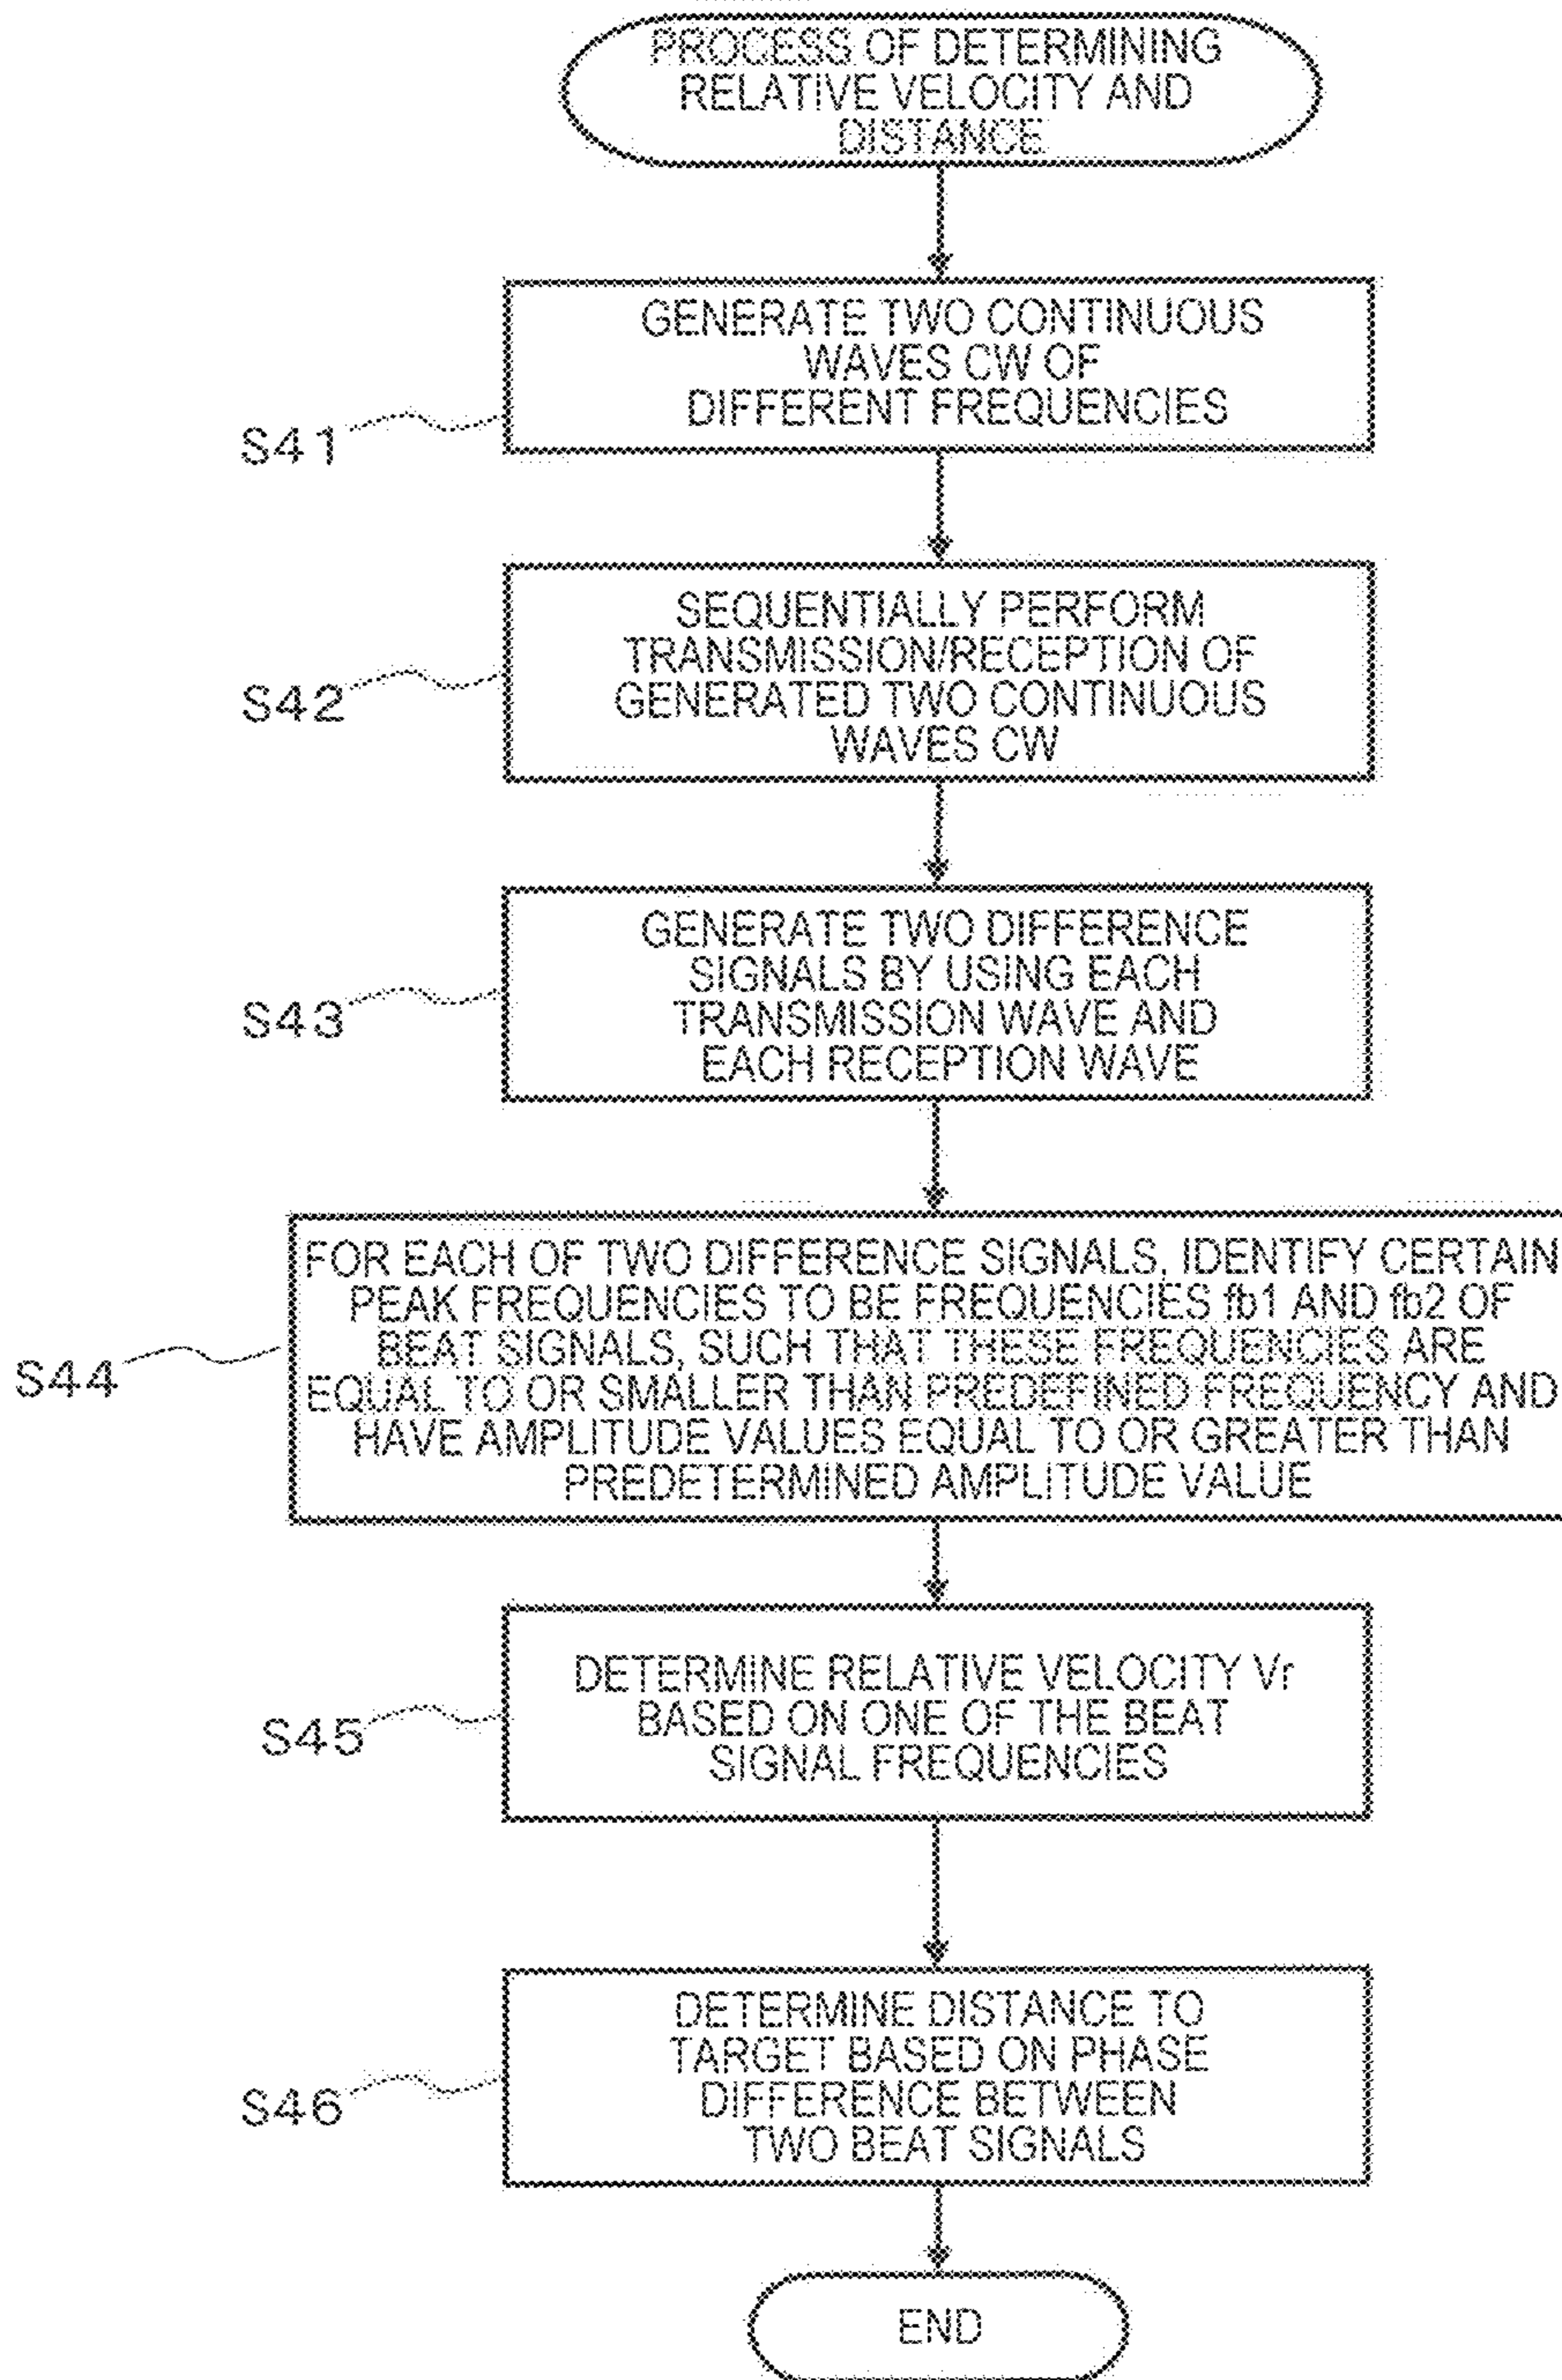 PROCESS OF DETERMINING
RELATIVE VELOCITY AND
DISTANCE
GENERATE TWO CONTINUOUS
WAVES CW OF
DIFFERENT FREQUENCIES
S41
SEQUENTIALLY PERFORM
TRANSMISSION/RECEPTION OF
GENERATED TWO CONTINUOUS
WAVES CW
S42
GENERATE TWO DIFFERENCE
SIGNALS BY USING EACH
TRANSMISSION WAVE AND
EACH RECEPTION WAVE
S43
FOR EACH OF TWO DIFFERENCE SIGNALS, IDENTIFY CERTAIN
PEAK FREQUENCIES TO BE FREQUENCIES fb1 AND fb2 OF
BEAT SIGNALS, SUCH THAT THESE FREQUENCIES ARE
EQUAL TO OR SMALLER THAN PREDEFINED FREQUENCY AND
HAVE AMPLITUDE VALUES EQUAL TO OR GREATER THAN
PREDETERMINED AMPLITUDE VALUE
S44
DETERMINE RELATIVE VELOCITY Vr
BASED ON ONE OF THE BEAT
SIGNAL FREQUENCIES
S45
DETERMINE DISTANCE TO
TARGET BASED ON PHASE
DIFFERENCE BETWEEN
TWO BEAT SIGNALS
S46
END